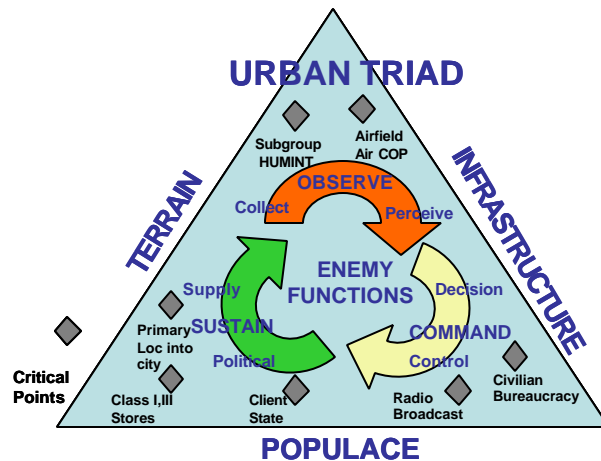 URBAN TRIAD
Subgroup
HUMINT
Airfield
Air COP
TERRAIN
INFRASTRUCTURE
OBSERVE
Collect
Perceive
ENEMY
FUNCTIONS
Supply
Decision
Primary
Loc into
city
SUSTAIN
COMMAND
Political
Control
Critical
Points
Class I,III
Stores
Client
State
Radio
Broadcast
Civilian
Bureaucracy
POPULACE